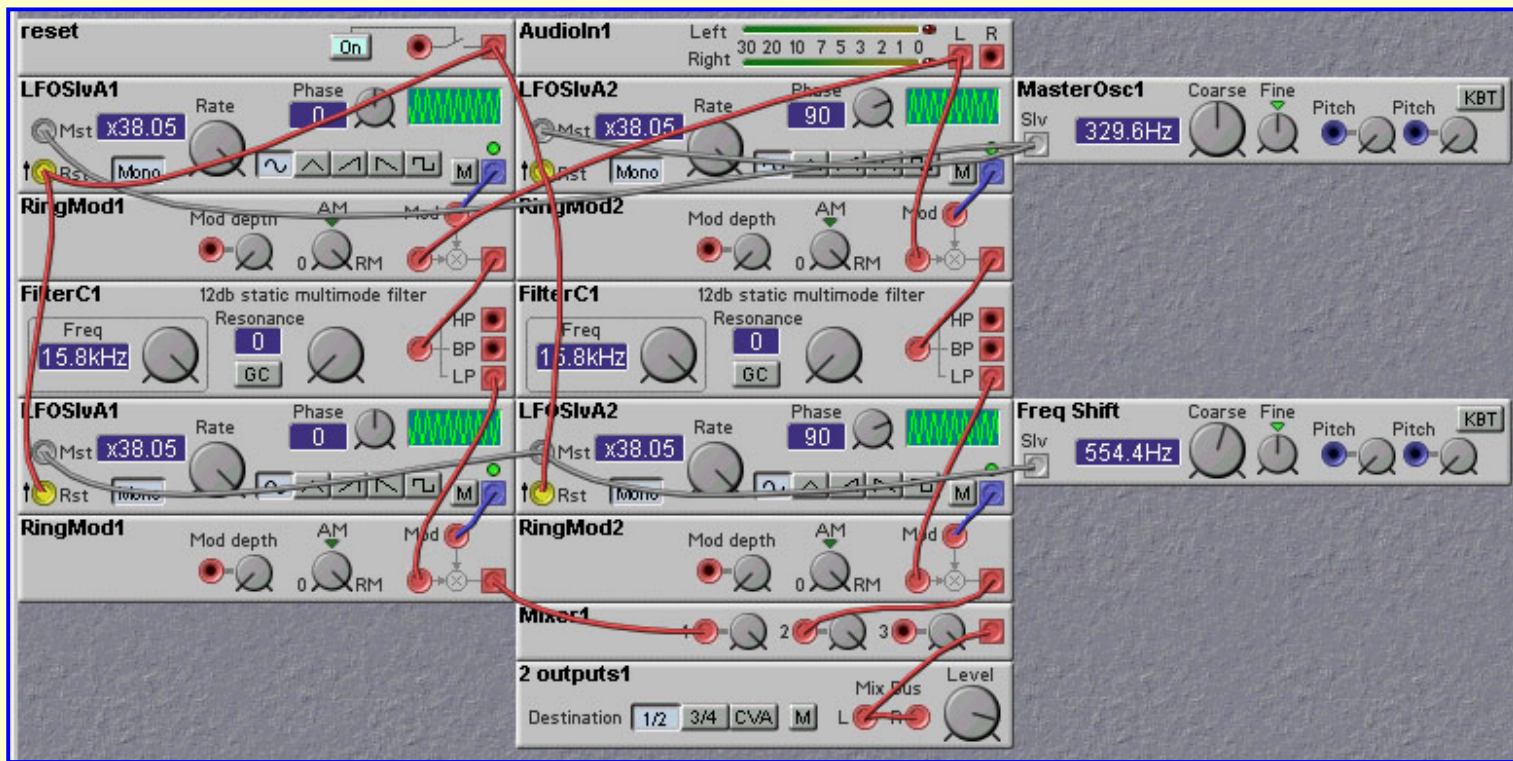 reset
On
AudioIn1
Left
Right
30 20 10 7 5 3 2 1 0
L R
LFOSlvA1
Rate
Phase
0
Mst x38.05
Rst Mono
M
LFOSlvA2
Rate
Phase
90
Mst x38.05
Rst Mono
M
MasterOsc1
Slv
329.6Hz
Coarse Fine
Pitch Pitch
KBT
RingMod1
Mod depth
AM
0 RM
Mod
RingMod2
Mod depth
AM
0 RM
Mod
FilterC1
12db static multimode filter
Freq
15.8kHz
Resonance
0
GC
HP
BP
LP
FilterC1
12db static multimode filter
Freq
15.8kHz
Resonance
0
GC
HP
BP
LP
LFOSlvA1
Rate
Phase
0
Mst x38.05
Rst Mono
M
LFOSlvA2
Rate
Phase
90
Mst x38.05
Rst Mono
M
Freq Shift
Slv
554.4Hz
Coarse Fine
Pitch Pitch
KBT
RingMod1
Mod depth
AM
0 RM
Mod
RingMod2
Mod depth
AM
0 RM
Mod
Mixer1
1 2 3
2 outputs1
Destination 1/2 3/4 CVA M
Mix Bus
L R
Level